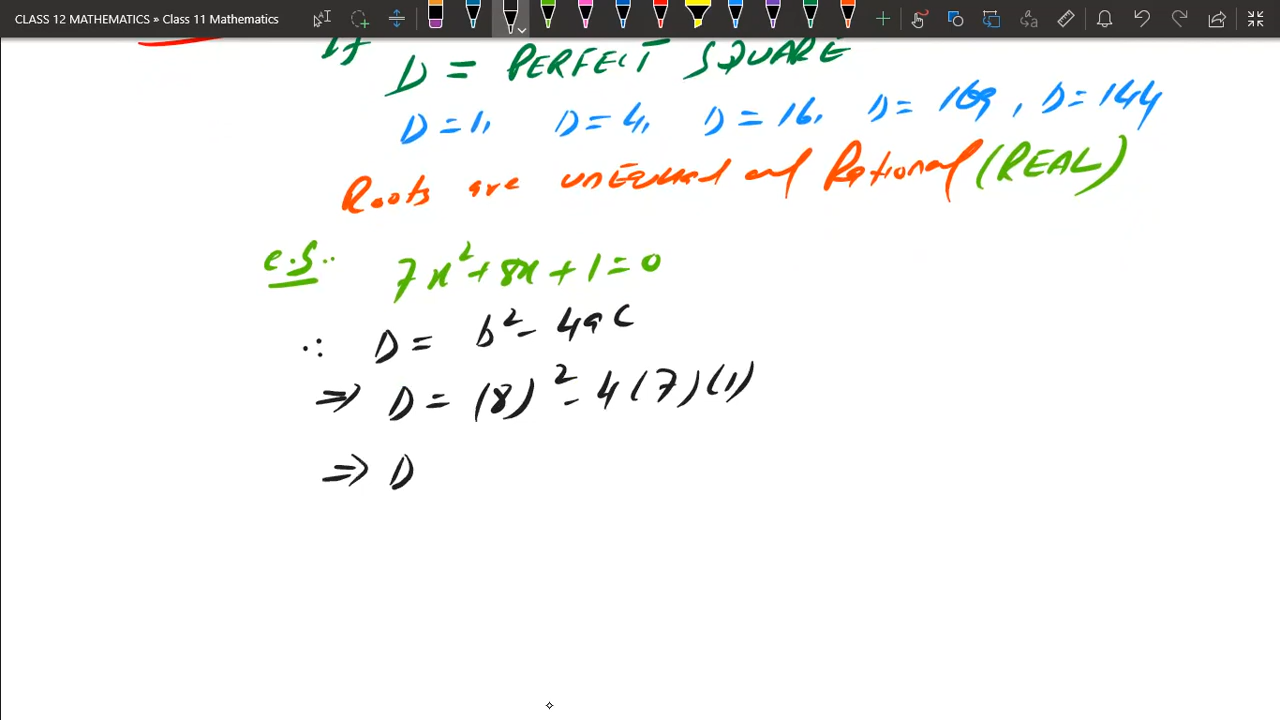 CLASS 12 MATHEMATICS » Class 11 Mathematics
If
D = PERFECT SQUARE
D = 1, D = 4, D = 16, D = 169, D = 144
Roots are unequal and Rational (REAL)
e.g.. 7x²+8x+1=0
∴ D = b²-4ac
⇒ D = (8)²-4(7)(1)
⇒ D